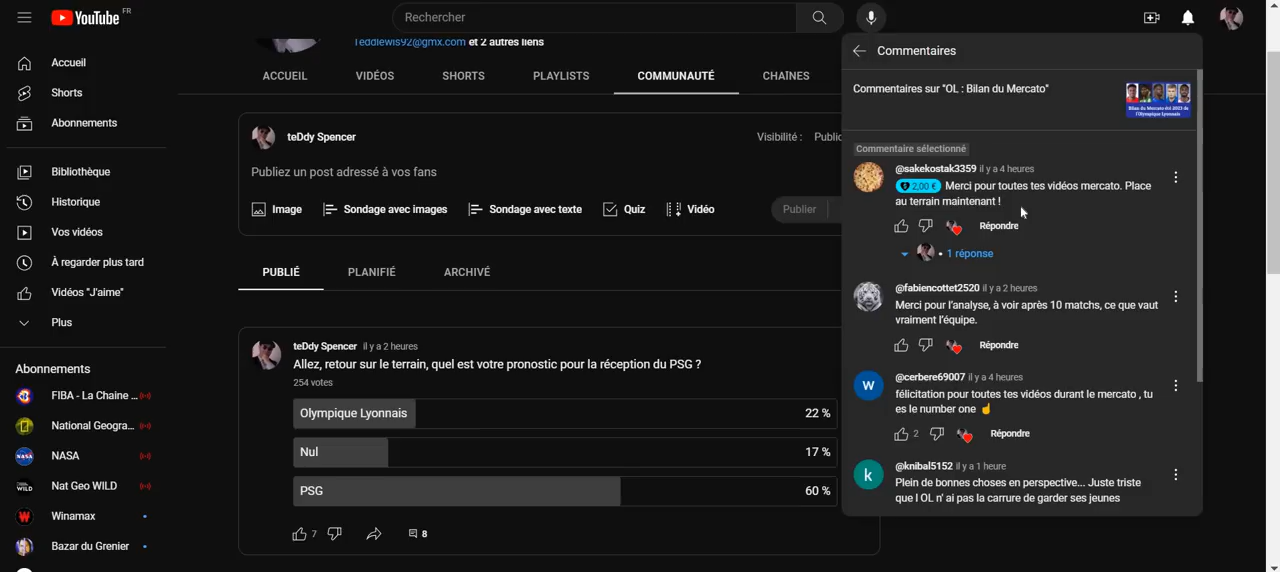 YouTube FR
Rechercher
Accueil
Shorts
Abonnements
Bibliothèque
Historique
Vos vidéos
À regarder plus tard
Vidéos "J'aime"
Plus
Abonnements
FIBA - La Chaine ...
National Geogra...
NASA
Nat Geo WILD
Winamax
Bazar du Grenier
Teddlewis92@gmx.com et 2 autres liens
ACCUEIL VIDÉOS SHORTS PLAYLISTS COMMUNAUTÉ CHAÎNES
teDdy Spencer Visibilité : Public
Publiez un post adressé à vos fans
Image Sondage avec images Sondage avec texte Quiz Vidéo Publier
PUBLIÉ PLANIFIÉ ARCHIVÉ
teDdy Spencer il y a 2 heures
Allez, retour sur le terrain, quel est votre pronostic pour la réception du PSG ?
254 votes
Olympique Lyonnais 22 %
Nul 17 %
PSG 60 %
7 8
Commentaires
Commentaires sur "OL : Bilan du Mercato"
Bilan du Mercato été 2023 de
l'Olympique Lyonnais
Commentaire sélectionné
@sakekostak3359 il y a 4 heures
2,00 € Merci pour toutes tes vidéos mercato. Place
au terrain maintenant !
Répondre
• 1 réponse
@fabiencottet2520 il y a 2 heures
Merci pour l'analyse, à voir après 10 matchs, ce que vaut
vraiment l'équipe.
Répondre
W
@cerbere69007 il y a 4 heures
félicitation pour toutes tes vidéos durant le mercato , tu
es le number one ☝
2 Répondre
k
@knibal5152 il y a 1 heure
Plein de bonnes choses en perspective... Juste triste
que l OL n' ai pas la carrure de garder ses jeunes